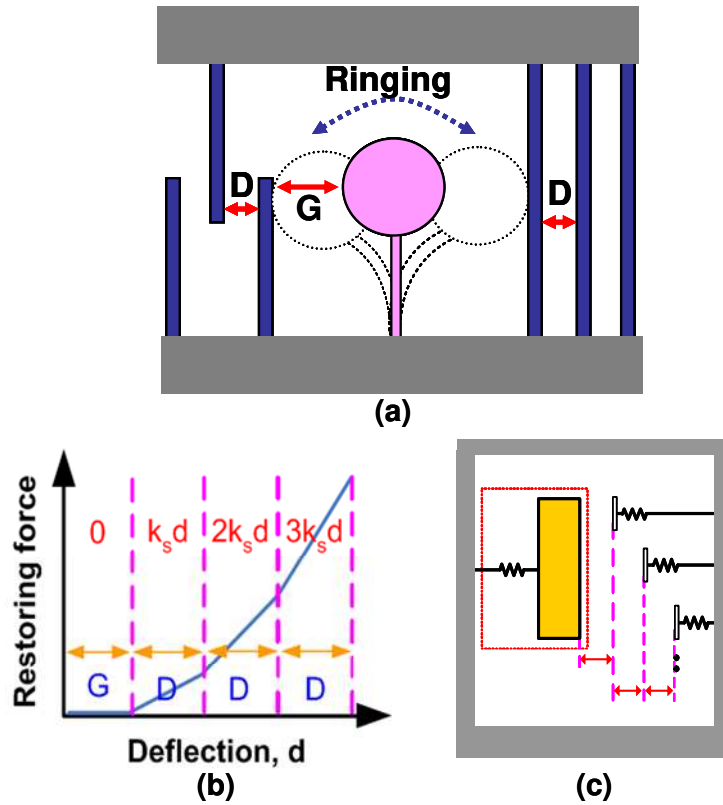 Ringing
D
G
D
(a)
Restoring force
0 kₛd 2kₛd 3kₛd
G D D D
Deflection, d
(b)
(c)